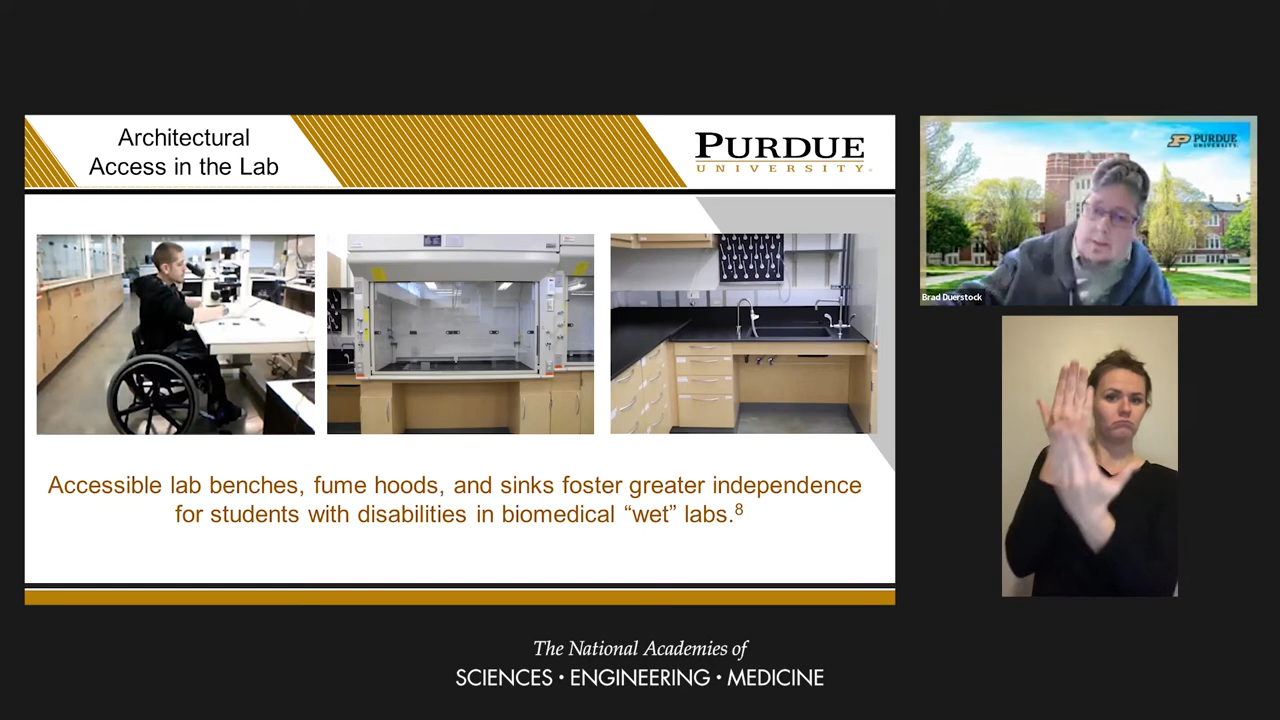 Architectural
Access in the Lab
PURDUE
UNIVERSITY
Accessible lab benches, fume hoods, and sinks foster greater independence
for students with disabilities in biomedical “wet” labs.8
PURDUE
UNIVERSITY
Brad Duerstock
The National Academies of
SCIENCES • ENGINEERING • MEDICINE